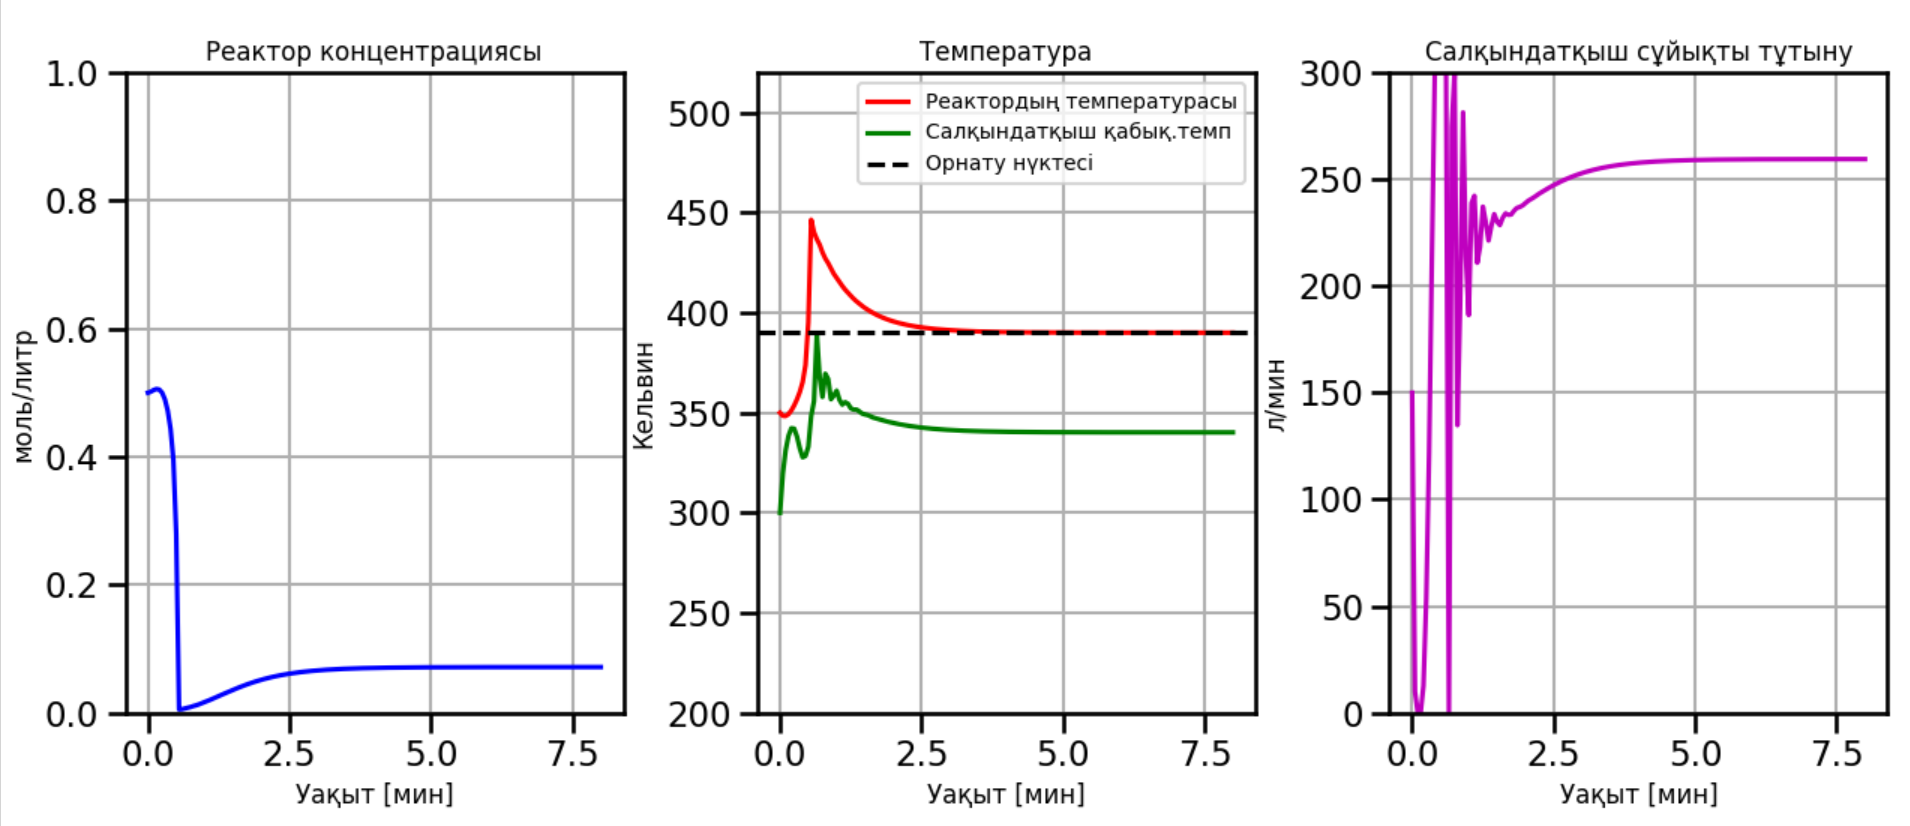 Реактор концентрациясы
1.0
0.8
0.6
0.4
0.2
0.0
моль/литр
0.0 2.5 5.0 7.5
Уақыт [мин]
Температура
500
450
400
350
300
250
200
Кельвин
Реактордың температурасы
Салқындатқыш қабық.темп
Орнату нүктесі
0.0 2.5 5.0 7.5
Уақыт [мин]
Салқындатқыш сұйықты тұтыну
300
250
200
150
100
50
0
л/мин
0.0 2.5 5.0 7.5
Уақыт [мин]